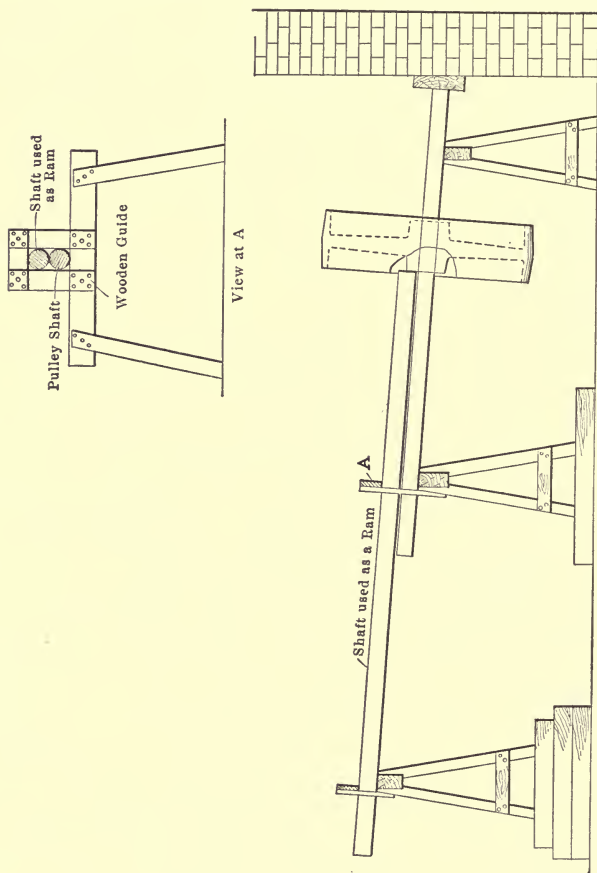 Shaft used
as Ram
Pulley Shaft
Wooden Guide
View at A
A
Shaft used as a Ram